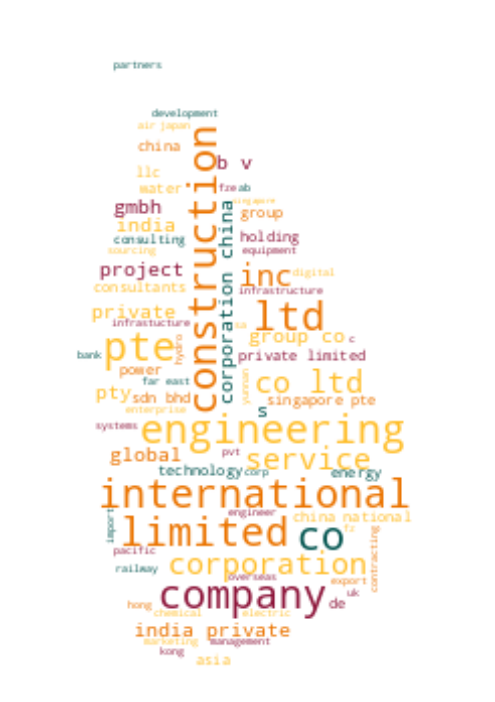 partners
development
air japan
construction
china
b v
llc
water
fze
ab
singapore
gmbh
corporation china
group
india
consulting
holding
sourcing
equipment
project
inc
digital
consultants
infrastructure
private
ltd
infrastucture
sa
group co
c
pte
hydro
bank
private limited
power
far east
co ltd
yunnan
pty
sdn bhd
singapore pte
enterprise
s
systems
engineering
global
pvt
service
technology
corp
energy
international
import
engineer
china national
limited
co
fz
contracting
pacific
railway
corporation
overseas
export
company
uk
hong
de
chemical
electric
india private
marketing
management
kong
asia